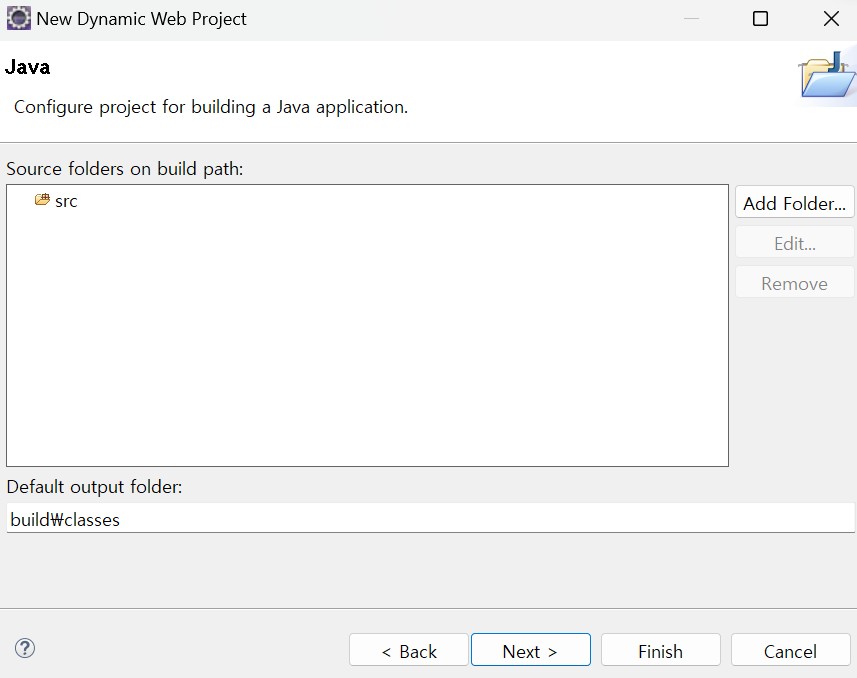 New Dynamic Web Project
Java
Configure project for building a Java application.
Source folders on build path:
src
Add Folder...
Edit...
Remove
Default output folder:
build₩classes
?
< Back
Next >
Finish
Cancel